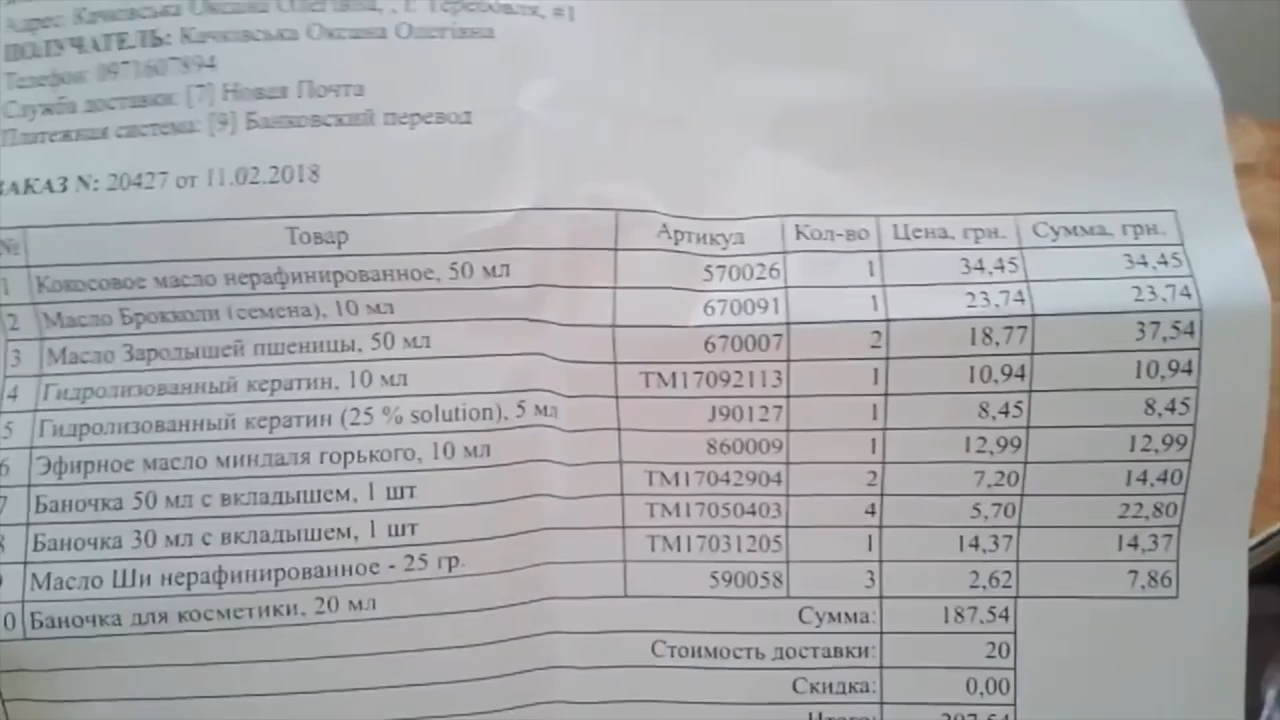 Адрес: Качковська Оксана Олегівна, , г. Теребовля, #1
ПОЛУЧАТЕЛЬ: Качковська Оксана Олегівна
Телефон: 0971607894
Служба доставки: [7] Новая Почта
Платежная система: [9] Банковский перевод
ЗАКАЗ N: 20427 от 11.02.2018
№ Товар Артикул Кол-во Цена, грн. Сумма, грн.
1 Кокосовое масло нерафинированное, 50 мл 570026 1 34,45 34,45
2 Масло Брокколи (семена), 10 мл 670091 1 23,74 23,74
3 Масло Зародышей пшеницы, 50 мл 670007 2 18,77 37,54
4 Гидролизованный кератин, 10 мл TM17092113 1 10,94 10,94
5 Гидролизованный кератин (25 % solution), 5 мл J90127 1 8,45 8,45
6 Эфирное масло миндаля горького, 10 мл 860009 1 12,99 12,99
7 Баночка 50 мл с вкладышем, 1 шт TM17042904 2 7,20 14,40
8 Баночка 30 мл с вкладышем, 1 шт TM17050403 4 5,70 22,80
9 Масло Ши нерафинированное - 25 гр. TM17031205 1 14,37 14,37
0 Баночка для косметики, 20 мл 590058 3 2,62 7,86
Сумма: 187,54
Стоимость доставки: 20
Скидка: 0,00
Итого: 207,54